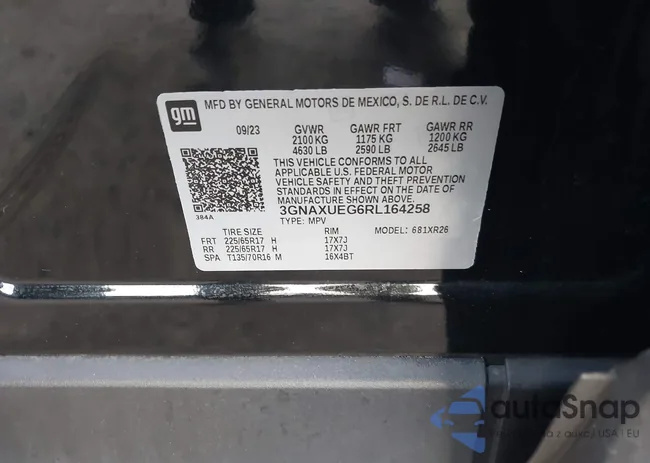 gm MFD BY GENERAL MOTORS DE MEXICO, S. DE R.L. DE C.V.
09/23 GVWR GAWR FRT GAWR RR
2100 KG 1175 KG 1200 KG
4630 LB 2590 LB 2645 LB
THIS VEHICLE CONFORMS TO ALL
APPLICABLE U.S. FEDERAL MOTOR
VEHICLE SAFETY AND THEFT PREVENTION
STANDARDS IN EFFECT ON THE DATE
OF MANUFACTURE SHOWN ABOVE.
3GNAXUEG6RL164258
384A TYPE: MPV MODEL: 681XR26
TIRE SIZE RIM
FRT 225/65R17 H 17X7J
RR 225/65R17 H 17X7J
SPA T135/70R16 M 16X4BT
autoSnap
USA | EU